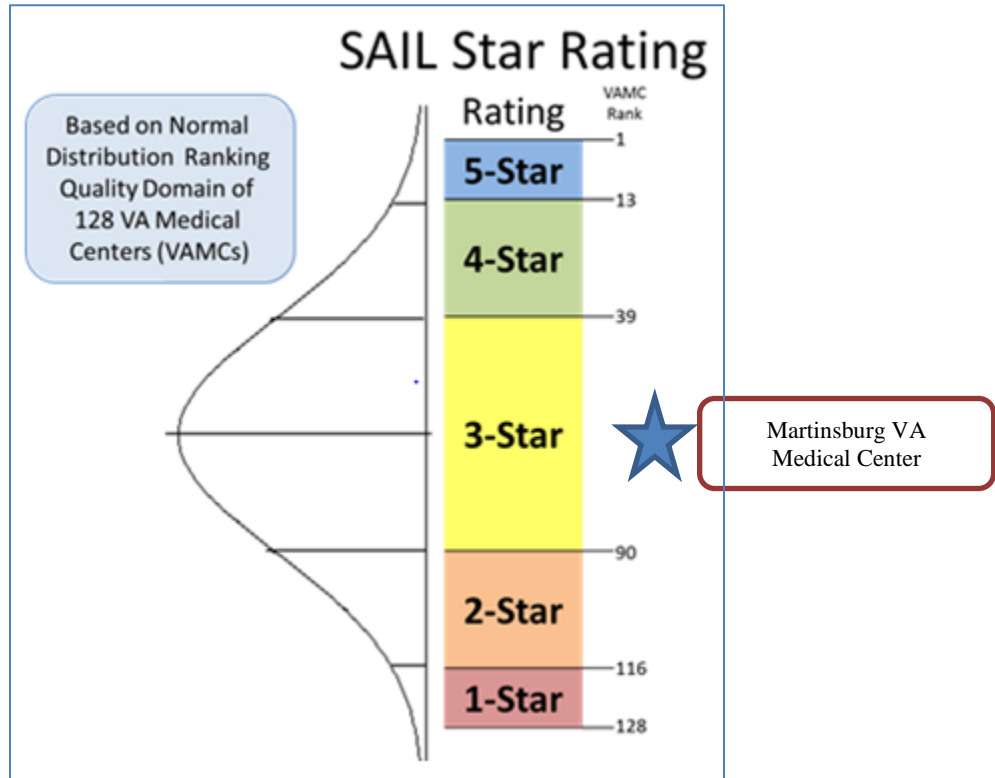 SAIL Star Rating
Based on Normal
Distribution Ranking
Quality Domain of
128 VA Medical
Centers (VAMCs)
Rating
VAMC
Rank
1
5-Star
13
4-Star
39
3-Star
Martinsburg VA
Medical Center
90
2-Star
116
1-Star
128